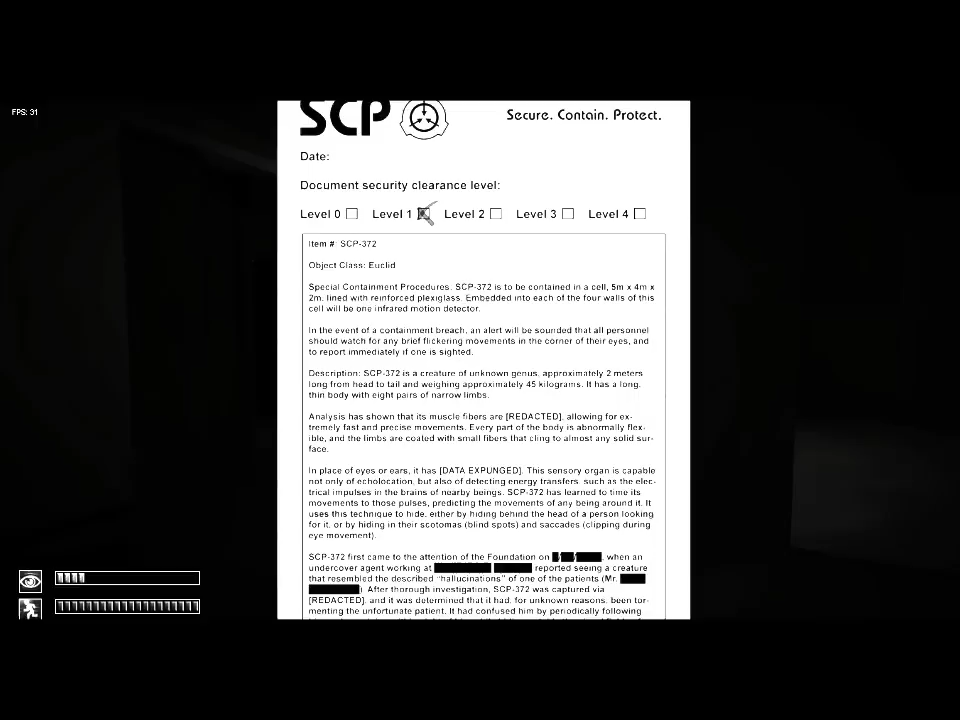 FPS: 31
SCP
Secure. Contain. Protect.
Date:
Document security clearance level:
Level 0 Level 1 Level 2 Level 3 Level 4
Item #: SCP-372
Object Class: Euclid
Special Containment Procedures: SCP-372 is to be contained in a cell, 5m x 4m x
2m, lined with reinforced plexiglass. Embedded into each of the four walls of this
cell will be one infrared motion detector.
In the event of a containment breach, an alert will be sounded that all personnel
should watch for any brief flickering movements in the corner of their eyes, and
to report immediately if one is sighted.
Description: SCP-372 is a creature of unknown genus, approximately 2 meters
long from head to tail and weighing approximately 45 kilograms. It has a long,
thin body with eight pairs of narrow limbs.
Analysis has shown that its muscle fibers are [REDACTED], allowing for ex-
tremely fast and precise movements. Every part of the body is abnormally flex-
ible, and the limbs are coated with small fibers that cling to almost any solid sur-
face.
In place of eyes or ears, it has [DATA EXPUNGED]. This sensory organ is capable
not only of echolocation, but also of detecting energy transfers, such as the elec-
trical impulses in the brains of nearby beings. SCP-372 has learned to time its
movements to those pulses, predicting the movements of any being around it. It
uses this technique to hide, either by hiding behind the head of a person looking
for it, or by hiding in their scotomas (blind spots) and saccades (clipping during
eye movement).
SCP-372 first came to the attention of the Foundation on / / , when an
undercover agent working at reported seeing a creature
that resembled the described "hallucinations" of one of the patients (Mr.
). After thorough investigation, SCP-372 was captured via
[REDACTED], and it was determined that it had, for unknown reasons, been tor-
menting the unfortunate patient. It had confused him by periodically following